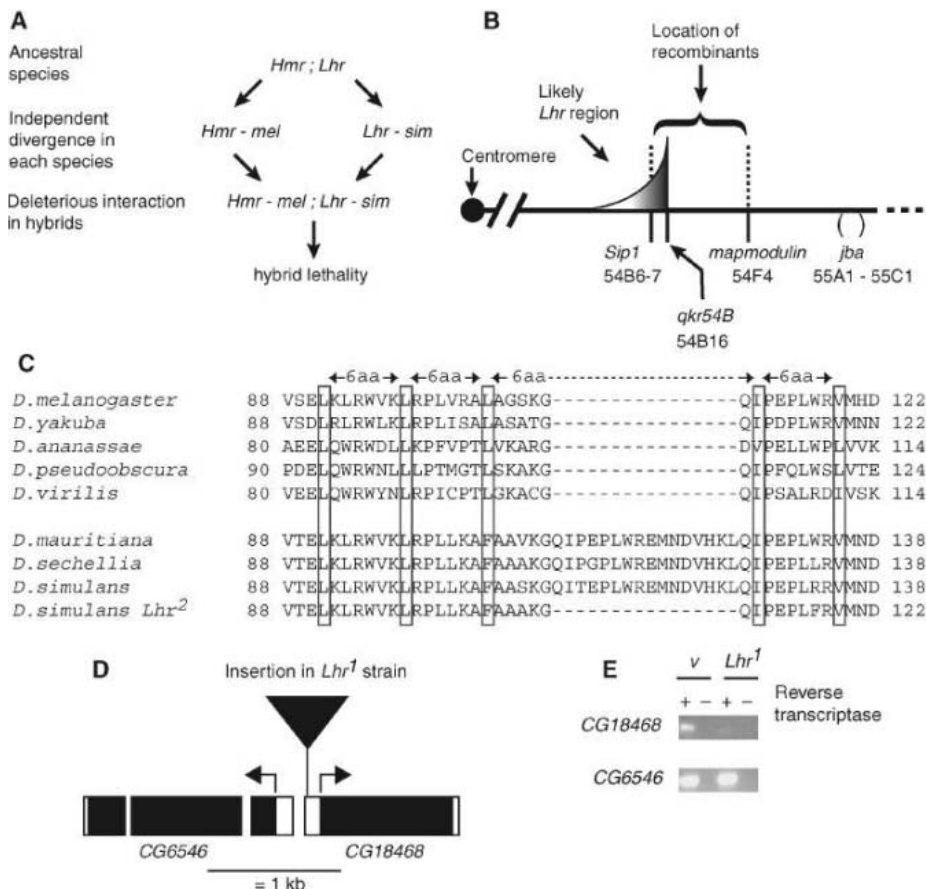 A
Ancestral
species
Hmr ; Lhr
Independent
divergence in
each species
Hmr - mel
Lhr - sim
Deleterious interaction
in hybrids
Hmr - mel ; Lhr - sim
hybrid lethality
B
Location of
recombinants
Likely
Lhr region
Centromere
Sip1
54B6-7
mapmodulin
54F4
jba
55A1 - 55C1
qkr54B
54B16
C
6aa 6aa 6aa 6aa
D.melanogaster 88 VSELKLRWVKLRPLVRALAGSKG----------------QIPEPLWRVMHD 122
D.yakuba 88 VSDLRLRWLKLRPLISALASATG----------------QIPDPLWRVMNN 122
D.ananassae 80 AEELQWRWDLLKPFVPTLVKARG----------------DVPELLWPLVVK 114
D.pseudoobscura 90 PDELQWRWNLLLPTMGTLSKAKG----------------QIPFQLWSLVTE 124
D.virilis 80 VEELQWRWYNLRPICPTLGKACG----------------QIPSALRDIVSK 114
D.mauritiana 88 VTELKLRWVKLRPLLKAFAAVKGQIPEPLWREMNDVHKLQIPEPLWRVMND 138
D.sechellia 88 VTELKLRWVKLRPLLKAFAASKGQIPGPLWREMNDVHKLQIPEPLLRVMND 138
D.simulans 88 VTELKLRWVKLRPLLKAFAASKGQITEPLWREMNDVHKLQIPEPLRRVMND 138
D.simulans Lhr² 88 VTELKLRWVKLRPLLKAFAAAKG----------------QIPEPLFRVMND 122
D
Insertion in Lhr¹ strain
CG6546
CG18468
= 1 kb
E
v Lhr¹
+ − + −
Reverse
transcriptase
CG18468
CG6546